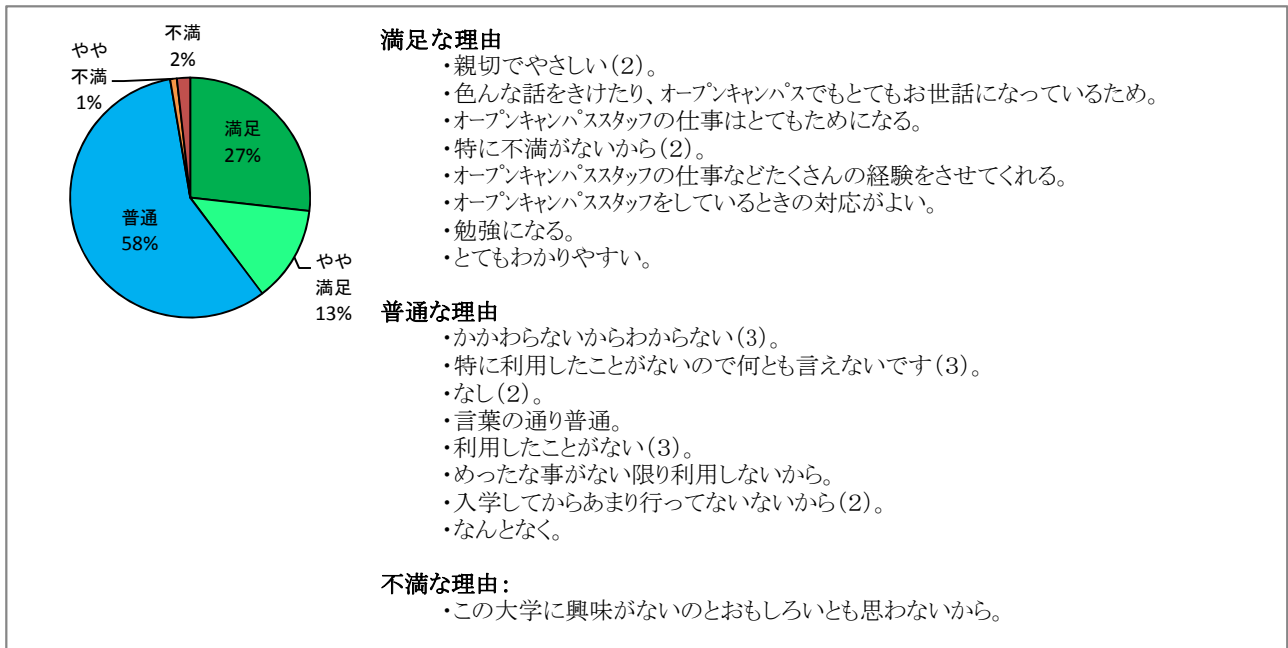 不満
2%
やや
不満
1%
満足
27%
普通
58%
やや
満足
13%
満足な理由
・親切でやさしい(2)。
・色んな話をきけたり、オープンキャンパスでもとてもお世話になっているため。
・オープンキャンパススタッフの仕事はとてもためになる。
・特に不満がないから(2)。
・オープンキャンパススタッフの仕事などたくさんの経験をさせてくれる。
・オープンキャンパススタッフをしているときの対応がよい。
・勉強になる。
・とてもわかりやすい。
普通な理由
・かかわらないからわからない(3)。
・特に利用したことがないので何とも言えないです(3)。
・なし(2)。
・言葉の通り普通。
・利用したことがない(3)。
・めったな事がない限り利用しないから。
・入学してからあまり行ってないないから(2)。
・なんとなく。
不満な理由:
・この大学に興味がないのとおもしろいとも思わないから。